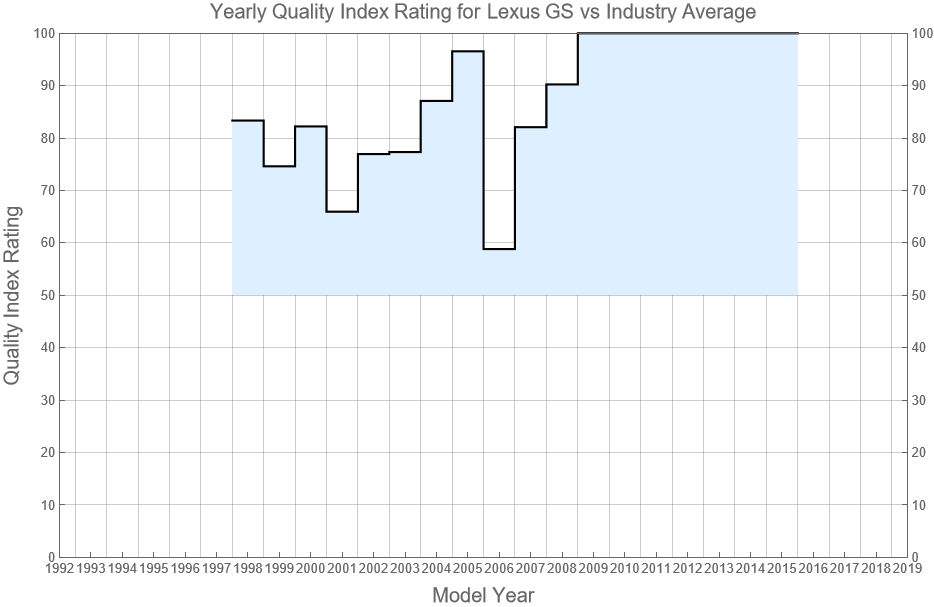 Yearly Quality Index Rating for Lexus GS vs Industry Average
100 100
90 90
80 80
70 70
60 60
50 50
40 40
30 30
20 20
10 10
0 0
Quality Index Rating
1992 1993 1994 1995 1996 1997 1998 1999 2000 2001 2002 2003 2004 2005 2006 2007 2008 2009 2010 2011 2012 2013 2014 2015 2016 2017 2018 2019
Model Year